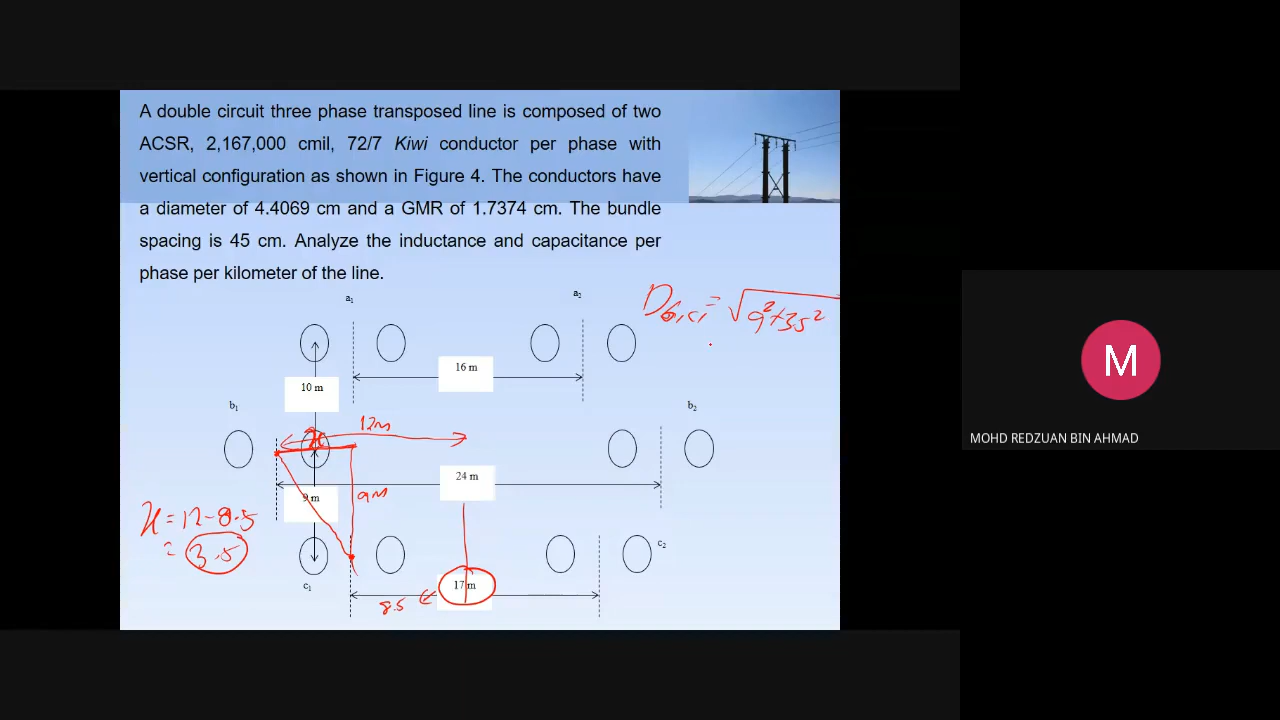 A double circuit three phase transposed line is composed of two
ACSR, 2,167,000 cmil, 72/7 Kiwi conductor per phase with
vertical configuration as shown in Figure 4. The conductors have
a diameter of 4.4069 cm and a GMR of 1.7374 cm. The bundle
spacing is 45 cm. Analyze the inductance and capacitance per
phase per kilometer of the line.
a₁
a₂
D b₁c₁ = √9²+3.5²
16 m
10 m
b₁
b₂
12m
x
24 m
9 m
9m
x = 12-8.5
= 3.5
c₂
c₁
17 m
8.5
M
MOHD REDZUAN BIN AHMAD